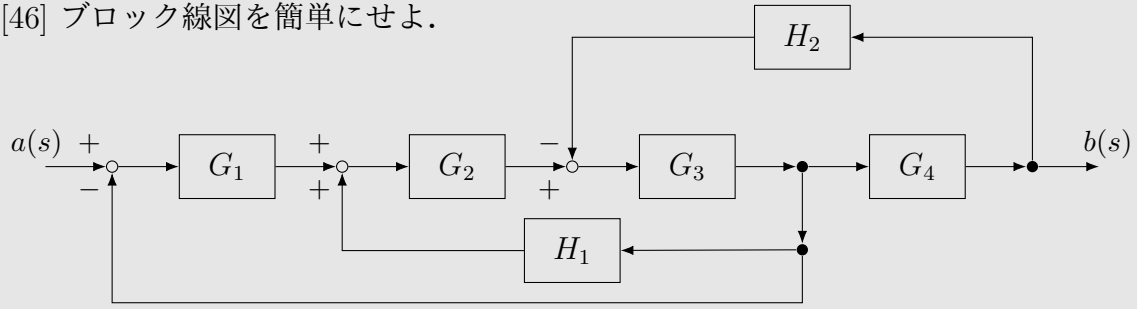 [46] ブロック線図を簡単にせよ.
H₂
a(s) + − G₁ + + G₂ − + G₃ G₄ b(s)
H₁